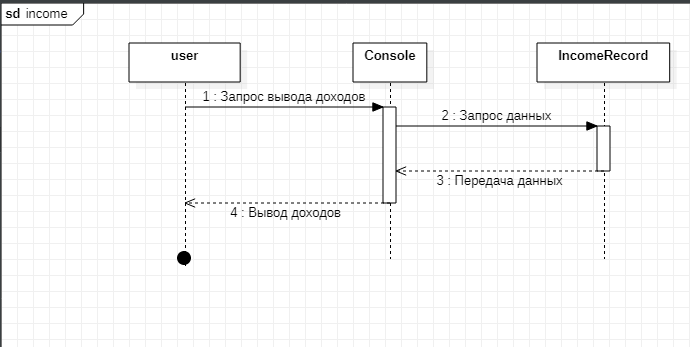 sd income
user
Console
IncomeRecord
1 : Запрос вывода доходов
2 : Запрос данных
3 : Передача данных
4 : Вывод доходов